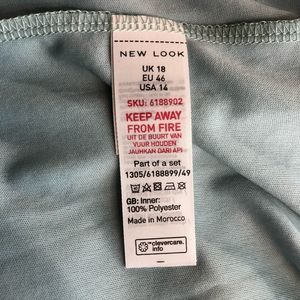 NEW LOOK
UK 18
EU 46
USA 14
SKU: 6188902
KEEP AWAY
FROM FIRE
UIT DE BUURT VAN
VUUR HOUDEN
JAUHKAN DARI API
Part of a set
1305/6188899/49
GB: Inner:
100% Polyester
Made in Morocco
clevercare.
info